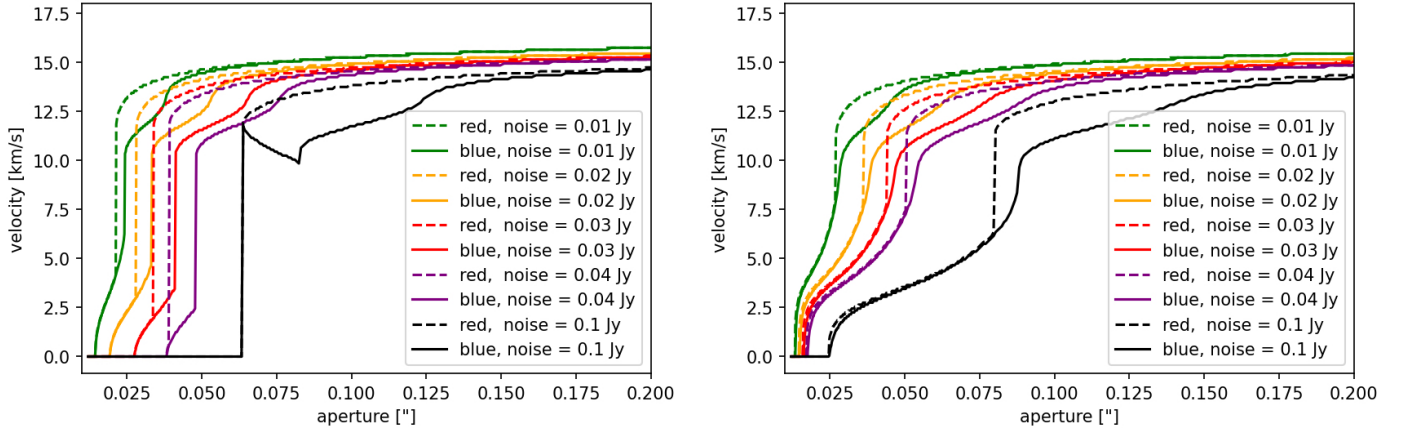 17.5
15.0
12.5
10.0
7.5
5.0
2.5
0.0
velocity [km/s]
0.025 0.050 0.075 0.100 0.125 0.150 0.175 0.200
aperture ["]
red, noise = 0.01 Jy
blue, noise = 0.01 Jy
red, noise = 0.02 Jy
blue, noise = 0.02 Jy
red, noise = 0.03 Jy
blue, noise = 0.03 Jy
red, noise = 0.04 Jy
blue, noise = 0.04 Jy
red, noise = 0.1 Jy
blue, noise = 0.1 Jy
17.5
15.0
12.5
10.0
7.5
5.0
2.5
0.0
velocity [km/s]
0.025 0.050 0.075 0.100 0.125 0.150 0.175 0.200
aperture ["]
red, noise = 0.01 Jy
blue, noise = 0.01 Jy
red, noise = 0.02 Jy
blue, noise = 0.02 Jy
red, noise = 0.03 Jy
blue, noise = 0.03 Jy
red, noise = 0.04 Jy
blue, noise = 0.04 Jy
red, noise = 0.1 Jy
blue, noise = 0.1 Jy